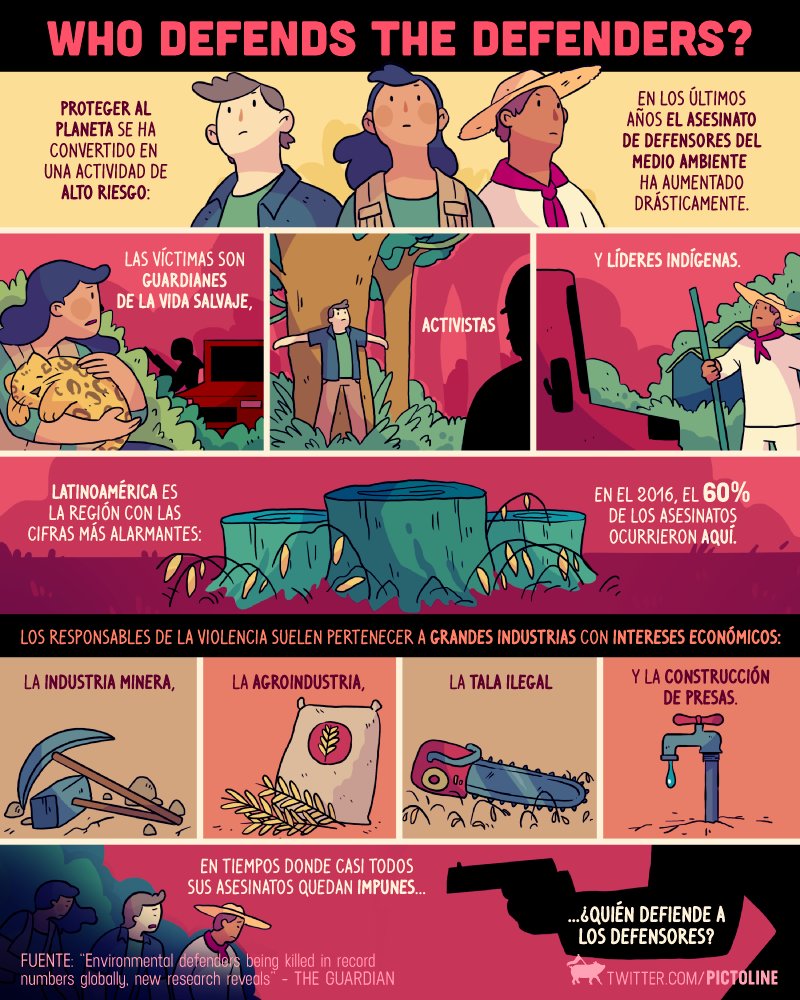 WHO DEFENDS THE DEFENDERS?
PROTEGER AL
PLANETA SE HA
CONVERTIDO EN
UNA ACTIVIDAD DE
ALTO RIESGO:
EN LOS ÚLTIMOS
AÑOS EL ASESINATO
DE DEFENSORES DEL
MEDIO AMBIENTE
HA AUMENTADO
DRÁSTICAMENTE.
LAS VÍCTIMAS SON
GUARDIANES
DE LA VIDA SALVAJE,
ACTIVISTAS
Y LÍDERES INDÍGENAS.
LATINOAMÉRICA ES
LA REGIÓN CON LAS
CIFRAS MÁS ALARMANTES:
EN EL 2016, EL 60%
DE LOS ASESINATOS
OCURRIERON AQUÍ.
LOS RESPONSABLES DE LA VIOLENCIA SUELEN PERTENECER A GRANDES INDUSTRIAS CON INTERESES ECONÓMICOS:
LA INDUSTRIA MINERA,
LA AGROINDUSTRIA,
LA TALA ILEGAL
Y LA CONSTRUCCIÓN
DE PRESAS.
EN TIEMPOS DONDE CASI TODOS
SUS ASESINATOS QUEDAN IMPUNES...
...¿QUIÉN DEFIENDE A
LOS DEFENSORES?
FUENTE: "Environmental defenders being killed in record
numbers globally, new research reveals" - THE GUARDIAN
TWITTER.COM/PICTOLINE